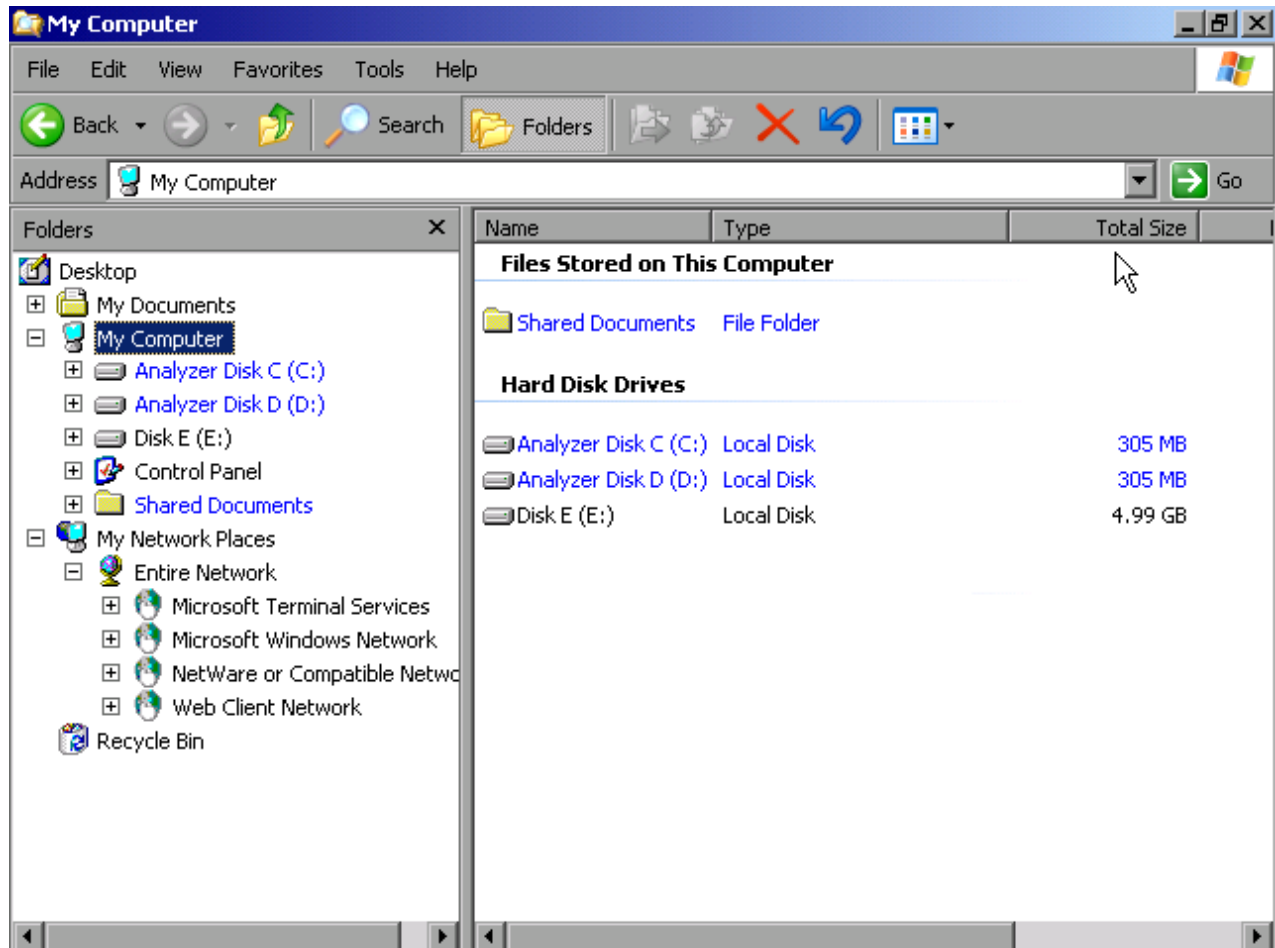 My Computer
File Edit View Favorites Tools Help
Back Search Folders
Address My Computer Go
Folders
Desktop
My Documents
My Computer
Analyzer Disk C (C:)
Analyzer Disk D (D:)
Disk E (E:)
Control Panel
Shared Documents
My Network Places
Entire Network
Microsoft Terminal Services
Microsoft Windows Network
NetWare or Compatible Netwo
Web Client Network
Recycle Bin
Name Type Total Size
Files Stored on This Computer
Shared Documents File Folder
Hard Disk Drives
Analyzer Disk C (C:) Local Disk 305 MB
Analyzer Disk D (D:) Local Disk 305 MB
Disk E (E:) Local Disk 4.99 GB